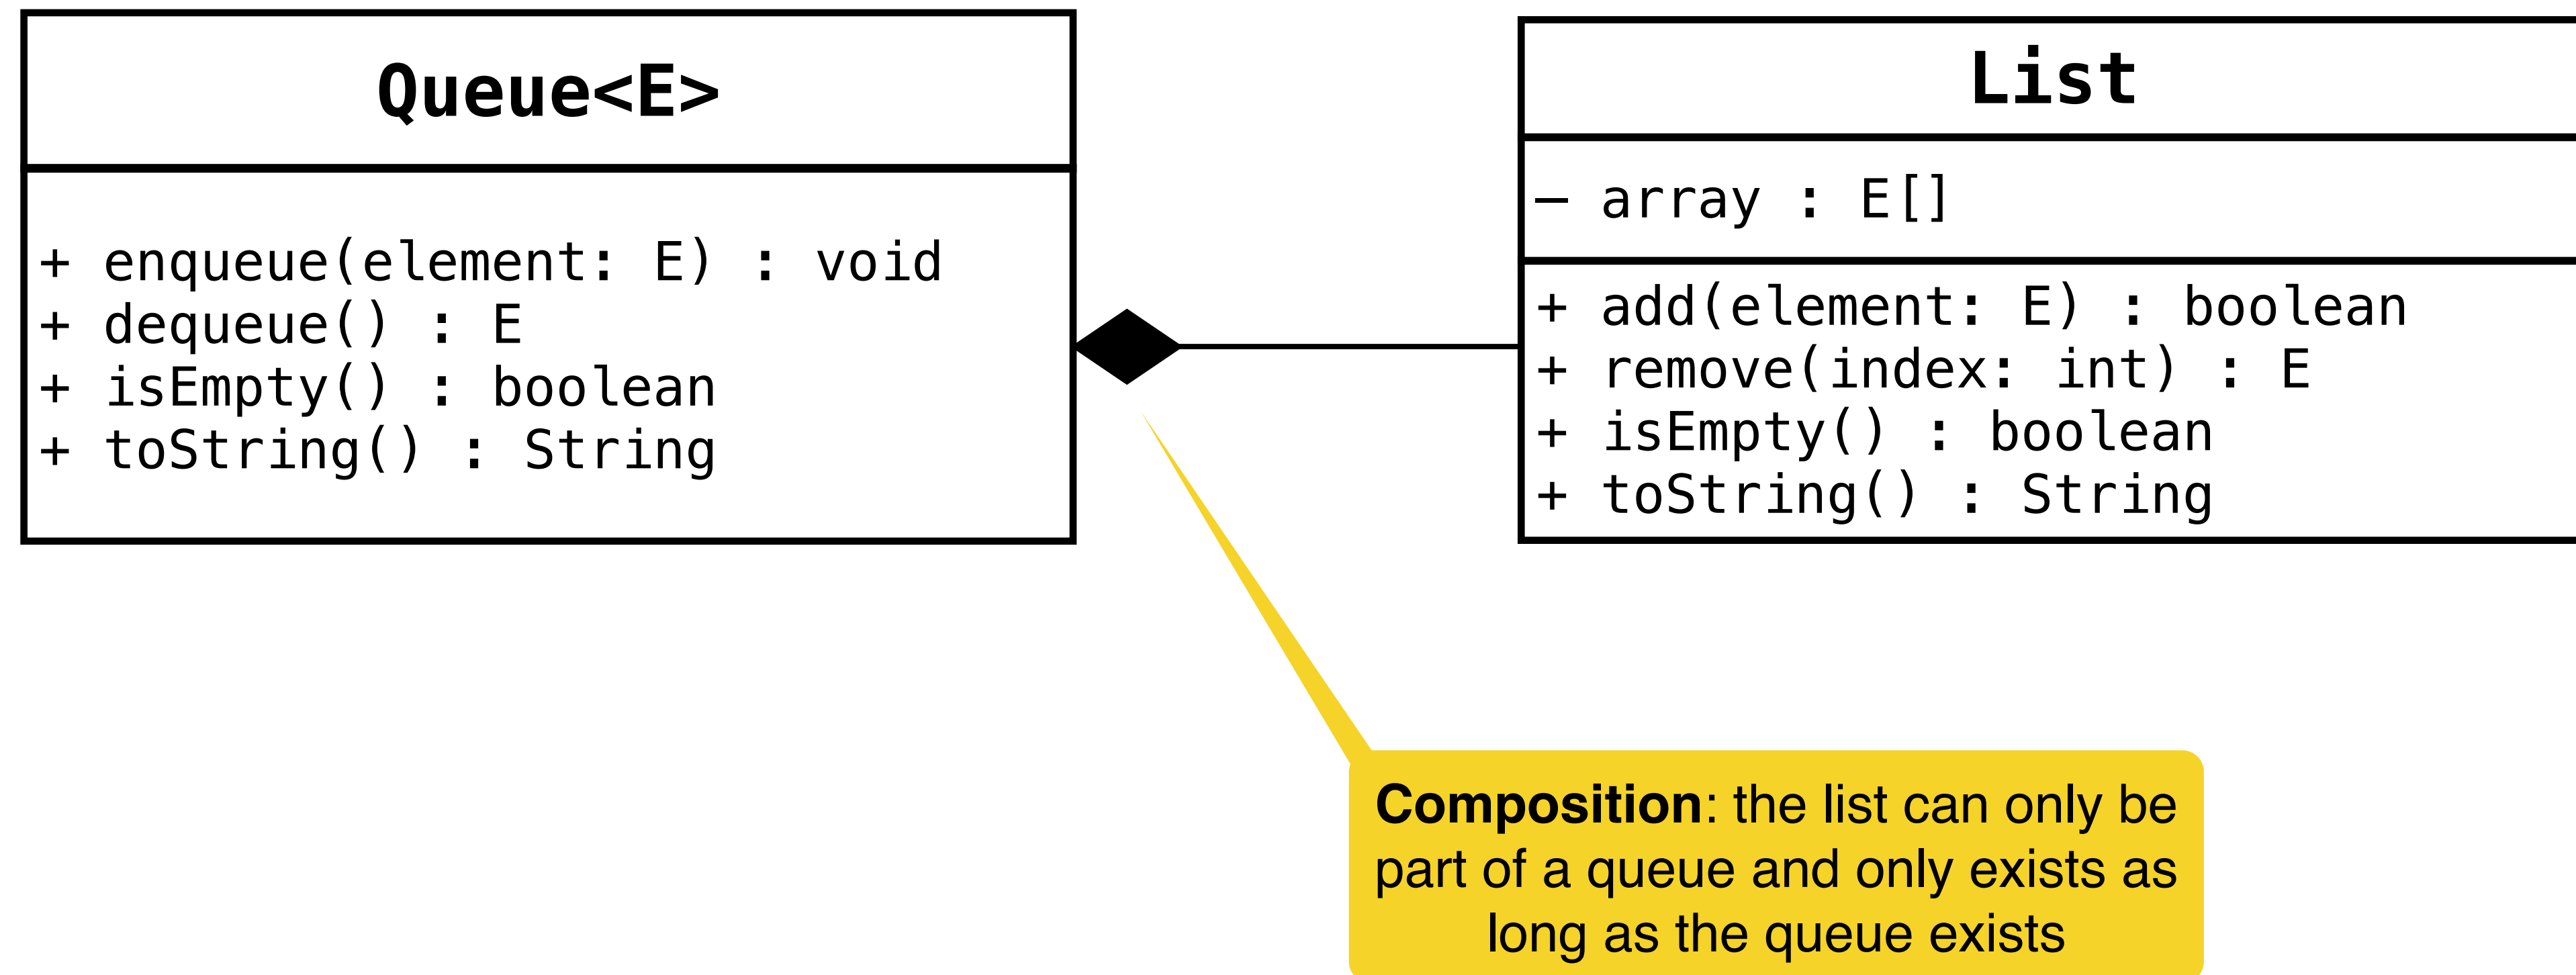 Queue<E>
+ enqueue(element: E) : void
+ dequeue() : E
+ isEmpty() : boolean
+ toString() : String
List
– array : E[]
+ add(element: E) : boolean
+ remove(index: int) : E
+ isEmpty() : boolean
+ toString() : String
Composition: the list can only be
part of a queue and only exists as
long as the queue exists